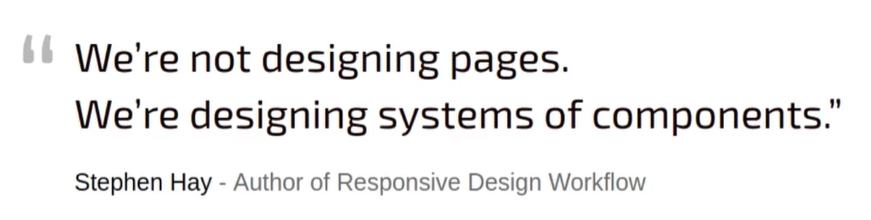 “ We’re not designing pages.
We’re designing systems of components.”
Stephen Hay - Author of Responsive Design Workflow